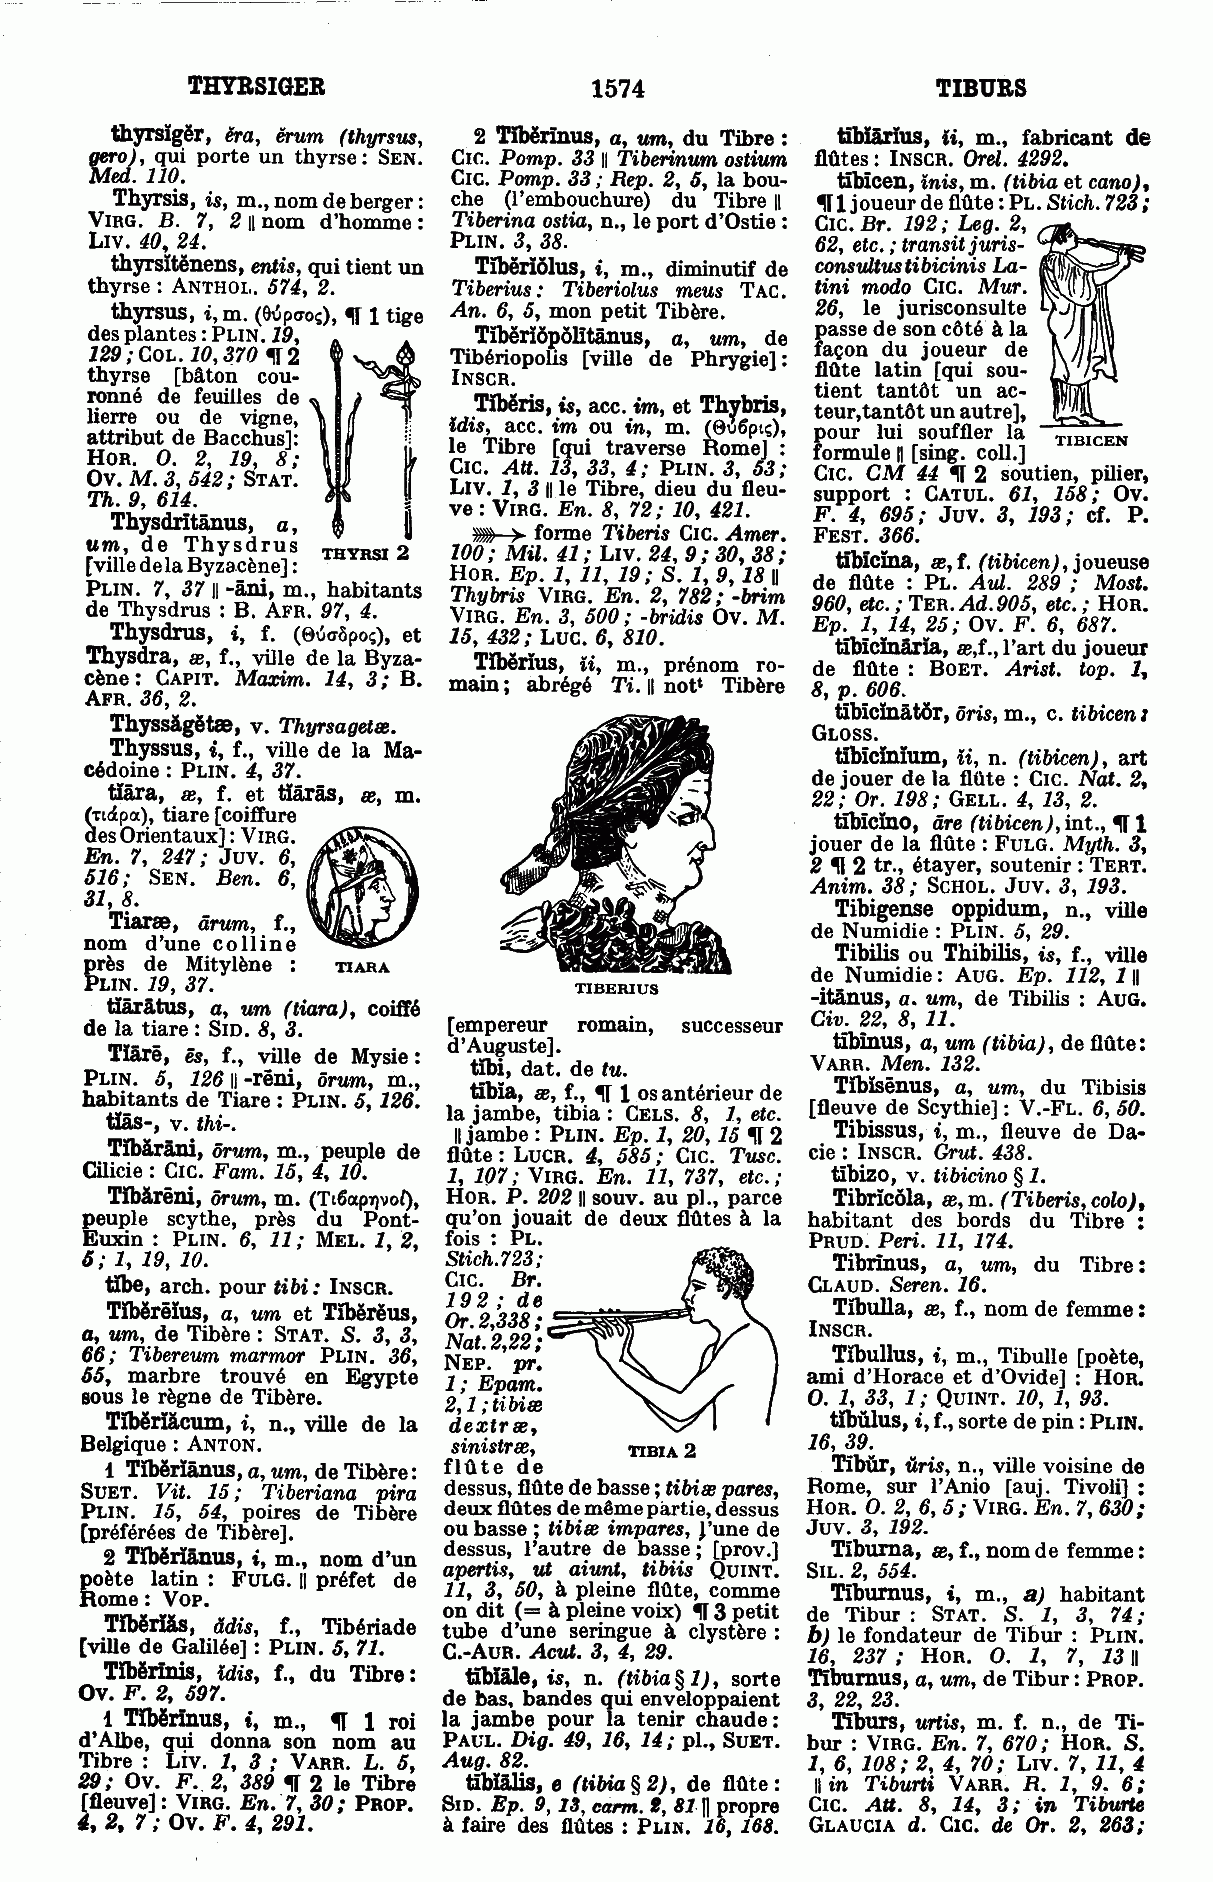 THYRSIGER
1574
TIBURS
thyrsĭgĕr, ĕra, ĕrum (thyrsus,
gero), qui porte un thyrse : SEN.
Med. 110.
Thyrsis, is, m., nom de berger :
VIRG. B. 7, 2 || nom d'homme :
LIV. 40, 24.
thyrsĭtĕnens, entis, qui tient un
thyrse : ANTHOL. 574, 2.
thyrsus, i, m. (θύρσος), ¶ 1 tige
des plantes : PLIN. 19,
129 ; COL. 10, 370 ¶ 2
thyrse [bâton cou-
ronné de feuilles de
lierre ou de vigne,
attribut de Bacchus] :
HOR. O. 2, 19, 8 ;
OV. M. 3, 542 ; STAT.
Th. 9, 614.
THYRSI 2
Thysdrītānus, a,
um, de Thysdrus
[ville de la Byzacène] :
PLIN. 7, 37 || -āni, m., habitants
de Thysdrus : B. AFR. 97, 4.
Thysdrus, i, f. (Θύσδρος), et
Thysdra, æ, f., ville de la Byza-
cène : CAPIT. Maxim. 14, 3 ; B.
AFR. 36, 2.
Thyssăgĕtæ, v. Thyrsagetæ.
Thyssus, i, f., ville de la Ma-
cédoine : PLIN. 4, 37.
tĭāra, æ, f. et tĭārās, æ, m.
(τιάρα), tiare [coiffure
des Orientaux] : VIRG.
En. 7, 247 ; JUV. 6,
516 ; SEN. Ben. 6,
31, 8.
TIARA
Tiaræ, ārum, f.,
nom d'une colline
près de Mitylène :
PLIN. 19, 37.
tĭārātus, a, um (tiara), coiffé
de la tiare : SID. 8, 3.
Tĭārē, ēs, f., ville de Mysie :
PLIN. 5, 126 || -rēni, ōrum, m.,
habitants de Tiare : PLIN. 5, 126.
tĭās-, v. thi-.
Tĭbărāni, ōrum, m., peuple de
Cilicie : CIC. Fam. 15, 4, 10.
Tĭbărēni, ōrum, m. (Τιβαρηνοί),
peuple scythe, près du Pont-
Euxin : PLIN. 6, 11 ; MEL. 1, 2,
5 ; 1, 19, 10.
tĭbe, arch. pour tibi : INSCR.
Tĭbĕrēĭus, a, um et Tĭbĕrĕus,
a, um, de Tibère : STAT. S. 3, 3,
66 ; Tibereum marmor PLIN. 36,
55, marbre trouvé en Egypte
sous le règne de Tibère.
Tĭbĕrĭăcum, i, n., ville de la
Belgique : ANTON.
1 Tĭbĕrĭānus, a, um, de Tibère :
SUET. Vit. 15 ; Tiberiana pira
PLIN. 15, 54, poires de Tibère
[préférées de Tibère].
2 Tĭbĕrĭānus, i, m., nom d'un
poète latin : FULG. || préfet de
Rome : VOP.
Tĭbĕrĭăs, ădis, f., Tibériade
[ville de Galilée] : PLIN. 5, 71.
Tĭbĕrīnis, ĭdis, f., du Tibre :
OV. F. 2, 597.
1 Tĭbĕrīnus, i, m., ¶ 1 roi
d'Albe, qui donna son nom au
Tibre : LIV. 1, 3 ; VARR. L. 5,
29 ; OV. F. 2, 389 ¶ 2 le Tibre
[fleuve] : VIRG. En. 7, 30 ; PROP.
4, 2, 7 ; OV. F. 4, 291.
2 Tĭbĕrīnus, a, um, du Tibre :
CIC. Pomp. 33 || Tiberinum ostium
CIC. Pomp. 33 ; Rep. 2, 5, la bou-
che (l'embouchure) du Tibre ||
Tiberina ostia, n., le port d'Ostie :
PLIN. 3, 38.
Tĭbĕrĭŏlus, i, m., diminutif de
Tiberius : Tiberiolus meus TAC.
An. 6, 5, mon petit Tibère.
Tĭbĕrĭŏpŏlītānus, a, um, de
Tibériopolis [ville de Phrygie] :
INSCR.
Tĭbĕris, is, acc. im, et Thybris,
ĭdis, acc. im ou in, m. (Θύβρις),
le Tibre [qui traverse Rome] :
CIC. Att. 13, 33, 4 ; PLIN. 3, 53 ;
LIV. 1, 3 || le Tibre, dieu du fleu-
ve : VIRG. En. 8, 72 ; 10, 421.
forme Tiberis CIC. Amer.
100 ; Mil. 41 ; LIV. 24, 9 ; 30, 38 ;
HOR. Ep. 1, 11, 19 ; S. 1, 9, 18 ||
Thybris VIRG. En. 2, 782 ; -brim
VIRG. En. 3, 500 ; -bridis OV. M.
15, 432 ; LUC. 6, 810.
Tĭbĕrĭus, ĭi, m., prénom ro-
main ; abrégé Ti. || nott Tibère
TIBERIUS
[empereur romain, successeur
d'Auguste].
tĭbi, dat. de tu.
tībĭa, æ, f., ¶ 1 os antérieur de
la jambe, tibia : CELS. 8, 1, etc.
|| jambe : PLIN. Ep. 1, 20, 15 ¶ 2
flûte : LUCR. 4, 585 ; CIC. Tusc.
1, 107 ; VIRG. En. 11, 737, etc. ;
HOR. P. 202 || souv. au pl., parce
qu'on jouait de deux flûtes à la
fois : PL.
Stich. 723 ;
CIC. Br.
192 ; de
Or. 2, 338 ;
Nat. 2, 22 ;
NEP. pr.
1 ; Epam.
2, 1 ; tibiæ
dextræ,
sinistræ,
TIBIA 2
flûte de
dessus, flûte de basse ; tibiæ pares,
deux flûtes de même partie, dessus
ou basse ; tibiæ impares, l'une de
dessus, l'autre de basse ; [prov.]
apertis, ut aiunt, tibiis QUINT.
11, 3, 50, à pleine flûte, comme
on dit (= à pleine voix) ¶ 3 petit
tube d'une seringue à clystère :
C.-AUR. Acut. 3, 4, 29.
tībĭāle, is, n. (tibia § 1), sorte
de bas, bandes qui enveloppaient
la jambe pour la tenir chaude :
PAUL. Dig. 49, 16, 14 ; pl., SUET.
Aug. 82.
tībĭālis, e (tibia § 2), de flûte :
SID. Ep. 9, 13, carm. 2, 81 || propre
à faire des flûtes : PLIN. 16, 168.
tībĭārĭus, ĭi, m., fabricant de
flûtes : INSCR. Orel. 4292.
tībīcen, ĭnis, m. (tibia et cano),
¶ 1 joueur de flûte : PL. Stich. 723 ;
CIC. Br. 192 ; Leg. 2,
62, etc. ; transit juris-
consultus tibicinis La-
tini modo CIC. Mur.
26, le jurisconsulte
passe de son côté à la
façon du joueur de
flûte latin [qui sou-
tient tantôt un ac-
teur, tantôt un autre],
pour lui souffler la
formule || [sing. coll.]
TIBICEN
CIC. CM 44 ¶ 2 soutien, pilier,
support : CATUL. 61, 158 ; OV.
F. 4, 695 ; JUV. 3, 193 ; cf. P.
FEST. 366.
tībīcĭna, æ, f. (tibicen), joueuse
de flûte : PL. Aul. 289 ; Most.
960, etc. ; TER. Ad. 905, etc. ; HOR.
Ep. 1, 14, 25 ; OV. F. 6, 687.
tībīcĭnārĭa, æ, f., l'art du joueur
de flûte : BOET. Arist. top. 1,
8, p. 606.
tībīcĭnātŏr, ōris, m., c. tibicen :
GLOSS.
tībīcĭnĭum, ĭi, n. (tibicen), art
de jouer de la flûte : CIC. Nat. 2,
22 ; Or. 198 ; GELL. 4, 13, 2.
tībīcĭno, āre (tibicen), int., ¶ 1
jouer de la flûte : FULG. Myth. 3,
2 ¶ 2 tr., étayer, soutenir : TERT.
Anim. 38 ; SCHOL. JUV. 3, 193.
Tibigense oppidum, n., ville
de Numidie : PLIN. 5, 29.
Tibilis ou Thibilis, is, f., ville
de Numidie : AUG. Ep. 112, 1 ||
-itānus, a. um, de Tibilis : AUG.
Civ. 22, 8, 11.
tībīnus, a, um (tibia), de flûte :
VARR. Men. 132.
Tĭbĭsēnus, a, um, du Tibisis
[fleuve de Scythie] : V.-FL. 6, 50.
Tibissus, i, m., fleuve de Da-
cie : INSCR. Grut. 438.
tībizo, v. tibicino § 1.
Tibrĭcŏla, æ, m. (Tiberis, colo),
habitant des bords du Tibre :
PRUD. Peri. 11, 174.
Tibrīnus, a, um, du Tibre :
CLAUD. Seren. 16.
Tĭbulla, æ, f., nom de femme :
INSCR.
Tĭbullus, i, m., Tibulle [poète,
ami d'Horace et d'Ovide] : HOR.
O. 1, 33, 1 ; QUINT. 10, 1, 93.
tĭbŭlus, i, f., sorte de pin : PLIN.
16, 39.
Tībŭr, ŭris, n., ville voisine de
Rome, sur l'Anio [auj. Tivoli] :
HOR. O. 2, 6, 5 ; VIRG. En. 7, 630 ;
JUV. 3, 192.
Tīburna, æ, f., nom de femme :
SIL. 2, 554.
Tīburnus, i, m., a) habitant
de Tibur : STAT. S. 1, 3, 74 ;
b) le fondateur de Tibur : PLIN.
16, 237 ; HOR. O. 1, 7, 13 ||
Tīburnus, a, um, de Tibur : PROP.
3, 22, 23.
Tīburs, urtis, m. f. n., de Ti-
bur : VIRG. En. 7, 670 ; HOR. S.
1, 6, 108 ; 2, 4, 70 ; LIV. 7, 11, 4
|| in Tiburti VARR. R. 1, 9. 6 ;
CIC. Att. 8, 14, 3 ; in Tiburte
GLAUCIA d. CIC. de Or. 2, 263 ;